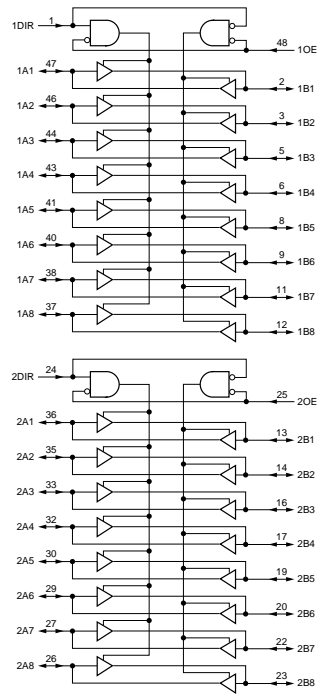 1DIR 1
48 1OE
1A1 47
2 1B1
1A2 46
3 1B2
1A3 44
5 1B3
1A4 43
6 1B4
1A5 41
8 1B5
1A6 40
9 1B6
1A7 38
11 1B7
1A8 37
12 1B8
2DIR 24
25 2OE
2A1 36
13 2B1
2A2 35
14 2B2
2A3 33
16 2B3
2A4 32
17 2B4
2A5 30
19 2B5
2A6 29
20 2B6
2A7 27
22 2B7
2A8 26
23 2B8